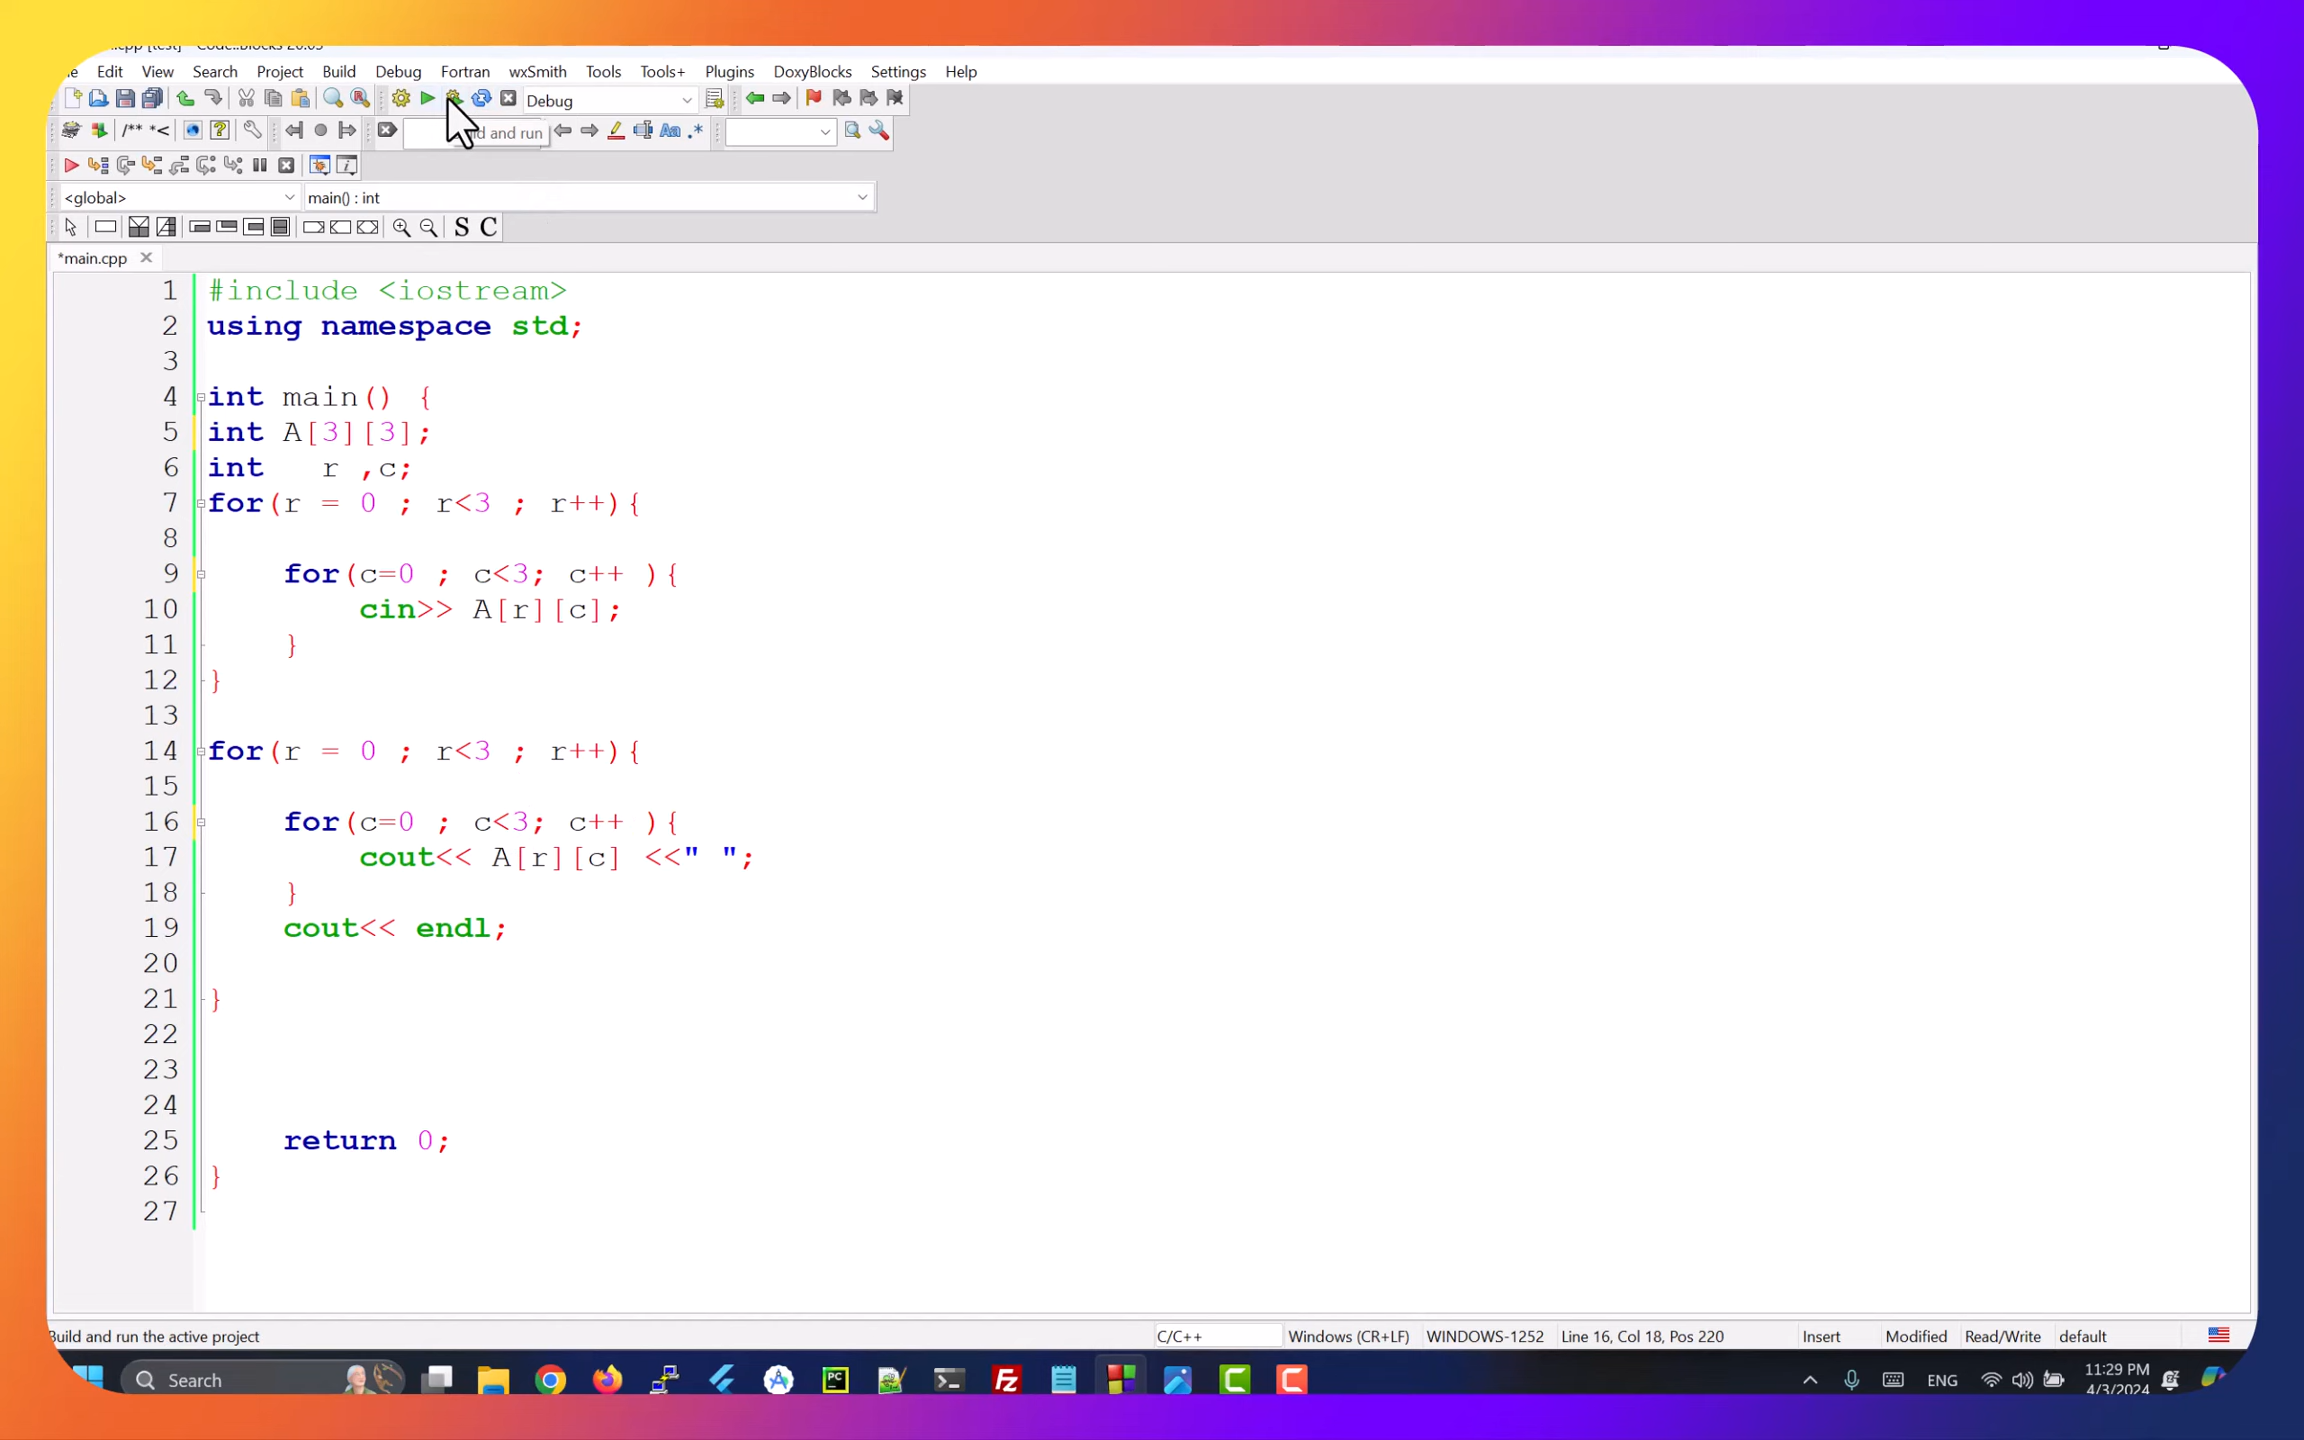 Edit View Search Project Build Debug Fortran wxSmith Tools Tools+ Plugins DoxyBlocks Settings Help
Debug
/** *<
and run
Aa .*
<global> main() : int
S C
*main.cpp
1 #include <iostream>
2 using namespace std;
3
4 int main() {
5 int A[3][3];
6 int r ,c;
7 for(r = 0 ; r<3 ; r++){
8
9 for(c=0 ; c<3; c++ ){
10 cin>> A[r][c];
11 }
12 }
13
14 for(r = 0 ; r<3 ; r++){
15
16 for(c=0 ; c<3; c++ ){
17 cout<< A[r][c] <<" ";
18 }
19 cout<< endl;
20
21 }
22
23
24
25 return 0;
26 }
27
Build and run the active project C/C++ Windows (CR+LF) WINDOWS-1252 Line 16, Col 18, Pos 220 Insert Modified Read/Write default
Search PC Fz C C ENG 11:29 PM
4/3/2024